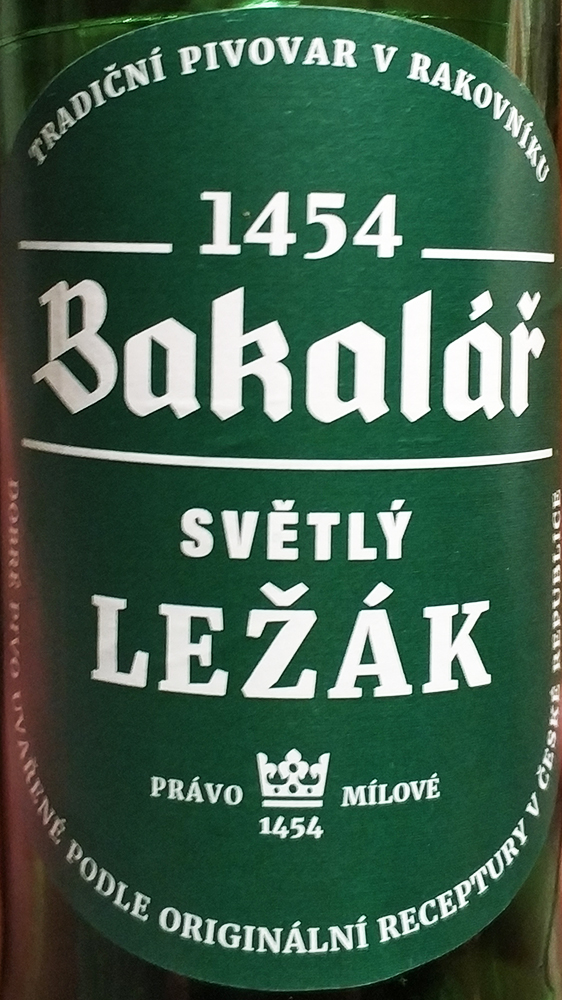 TRADIČNÍ PIVOVAR V RAKOVNÍKU
1454
Bakalář
SVĚTLÝ
LEŽÁK
PRÁVO MÍLOVÉ
1454
DOBRÉ PIVO UVAŘENÉ PODLE ORIGINÁLNÍ RECEPTURY V ČESKÉ REPUBLICE